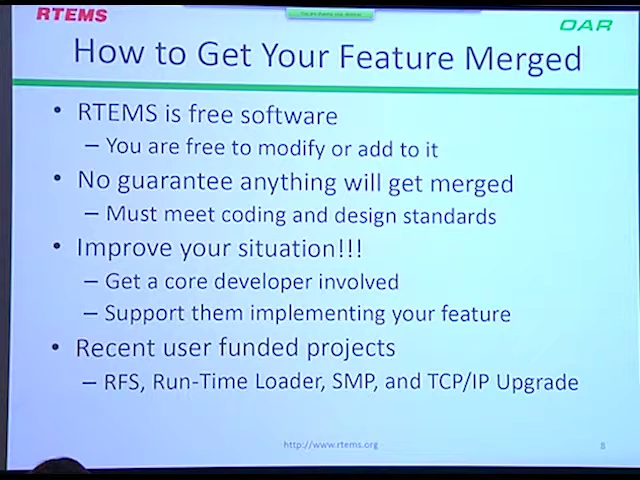 RTEMS
OAR
How to Get Your Feature Merged
• RTEMS is free software
– You are free to modify or add to it
• No guarantee anything will get merged
– Must meet coding and design standards
• Improve your situation!!!
– Get a core developer involved
– Support them implementing your feature
• Recent user funded projects
– RFS, Run-Time Loader, SMP, and TCP/IP Upgrade
http://www.rtems.org
8